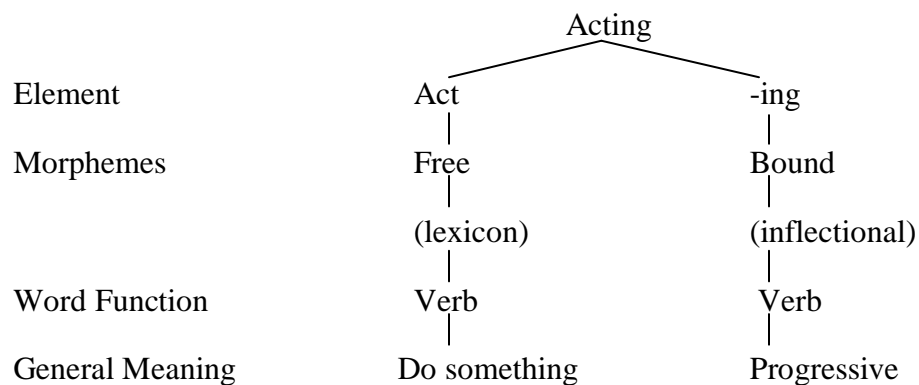 Acting
Element Act -ing
Morphemes Free Bound
(lexicon) (inflectional)
Word Function Verb Verb
General Meaning Do something Progressive